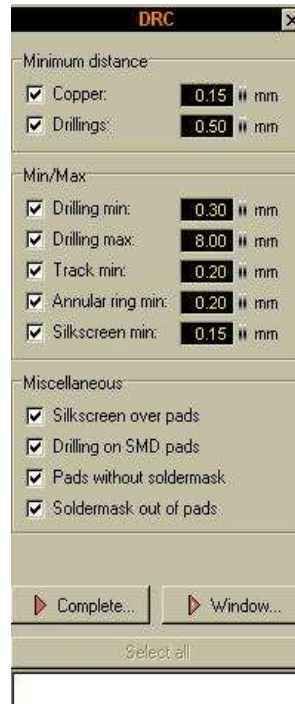 DRC
Minimum distance
Copper: 0.15 mm
Drillings: 0.50 mm
Min/Max
Drilling min: 0.30 mm
Drilling max: 8.00 mm
Track min: 0.20 mm
Annular ring min: 0.20 mm
Silkscreen min: 0.15 mm
Miscellaneous
Silkscreen over pads
Drilling on SMD pads
Pads without soldermask
Soldermask out of pads
Complete... Window...
Select all